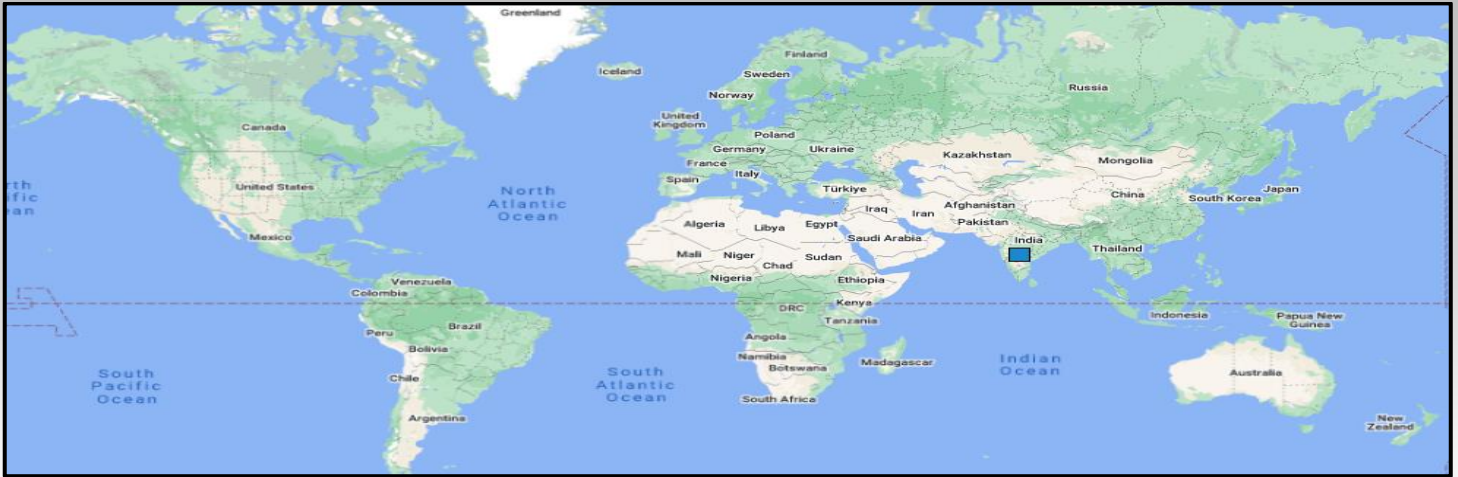 Greenland
Iceland
Finland
Sweden
Norway
Russia
United
Kingdom
Canada
Poland
Germany
Ukraine
France
Kazakhstan
Mongolia
Italy
Spain
United States
North
Atlantic
Ocean
Türkiye
China
Japan
South Korea
Iraq
Iran
Afghanistan
Pakistan
rth
ific
an
Algeria
Libya
Egypt
Mexico
Saudi Arabia
India
Thailand
Mali
Niger
Chad
Sudan
Nigeria
Ethiopia
Venezuela
Colombia
DRC
Kenya
Indonesia
Papua New
Guinea
Brazil
Peru
Tanzania
Angola
Bolivia
Namibia
Botswana
Madagascar
Indian
Ocean
South
Pacific
Ocean
Chile
South
Atlantic
Ocean
Australia
South Africa
Argentina
New
Zealand